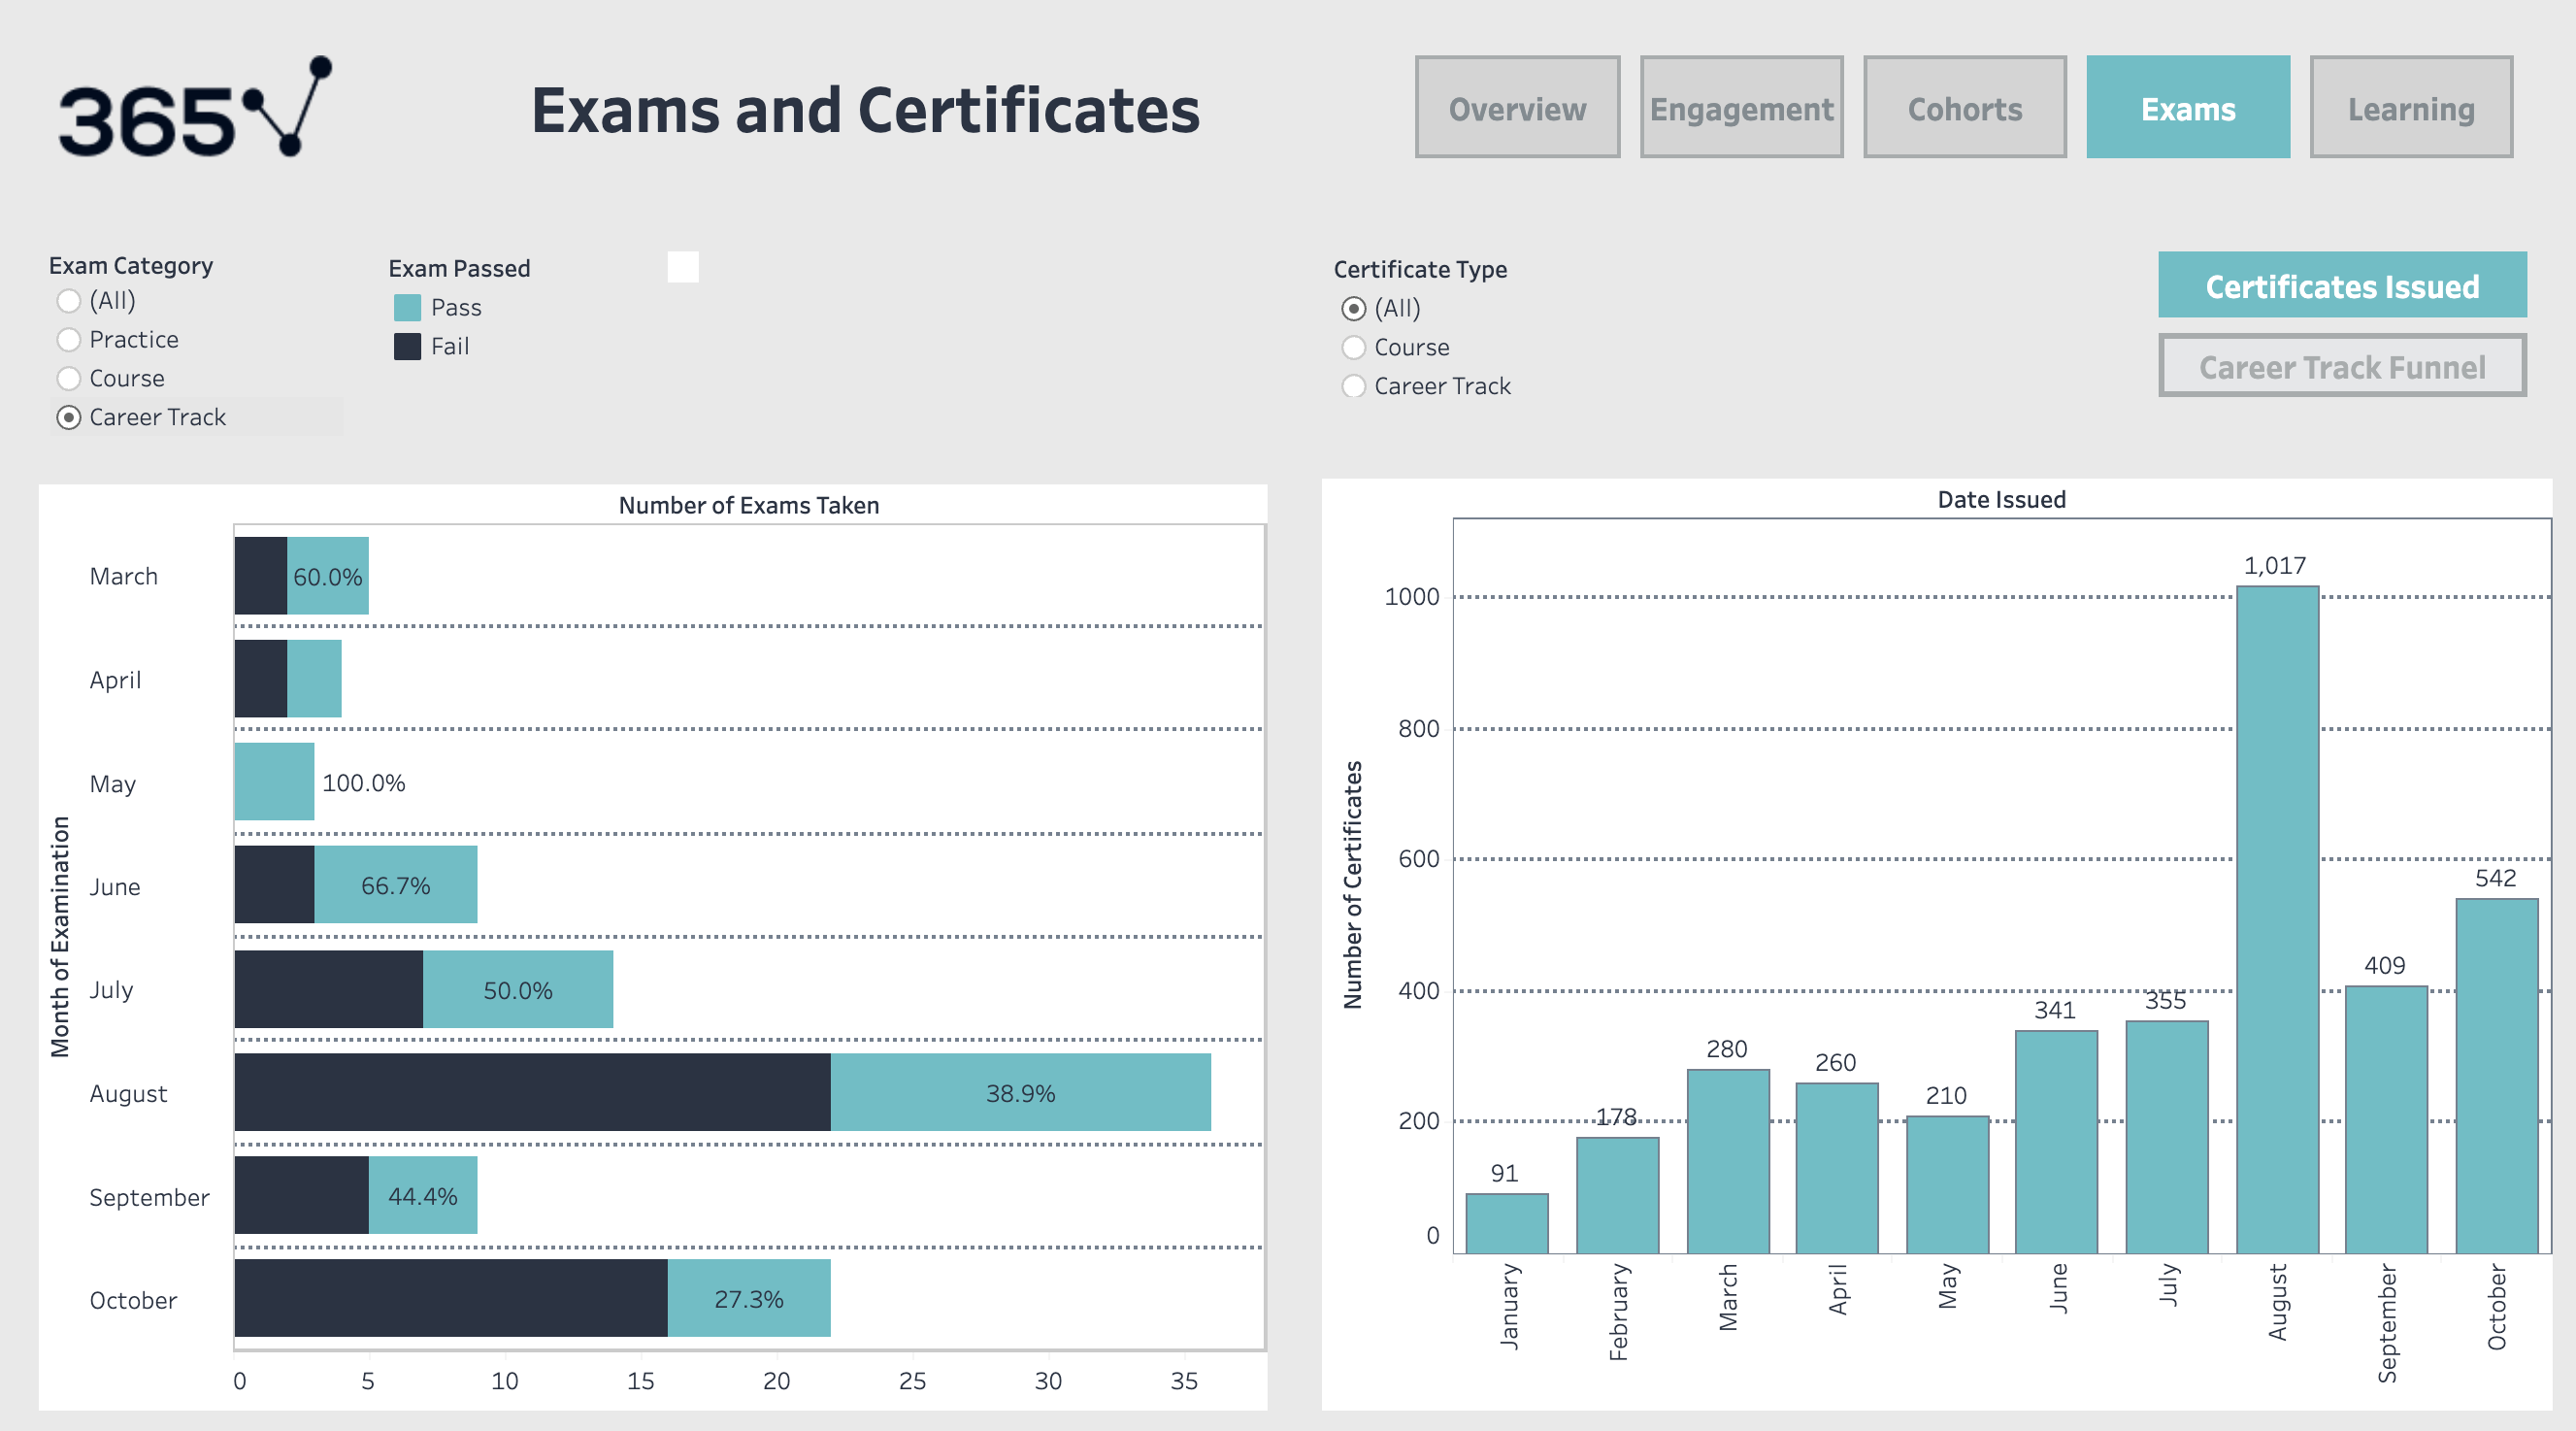 365
Exams and Certificates
Overview
Engagement
Cohorts
Exams
Learning
Exam Category
(All)
Practice
Course
Career Track
Exam Passed
Pass
Fail
Certificate Type
(All)
Course
Career Track
Certificates Issued
Career Track Funnel
Number of Exams Taken
Month of Examination
March
60.0%
April
May
100.0%
June
66.7%
July
50.0%
August
38.9%
September
44.4%
October
27.3%
0 5 10 15 20 25 30 35
Date Issued
Number of Certificates
1000
800
600
400
200
0
91
178
280
260
210
341
355
1,017
409
542
January
February
March
April
May
June
July
August
September
October